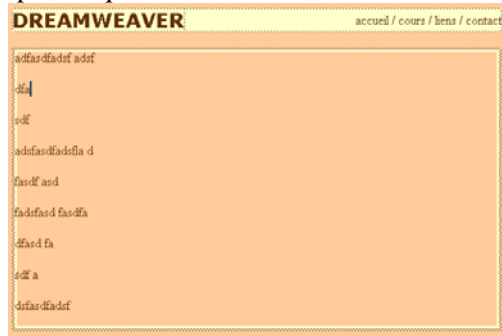 DREAMWEAVER accueil / cours / liens / contact
adfasdfadsf adsf
dfa
sdf
adsfasdfadsfla d
fasdf asd
fadsfasd fasdfa
dfasd fa
sdf a
dsfasdfadsf